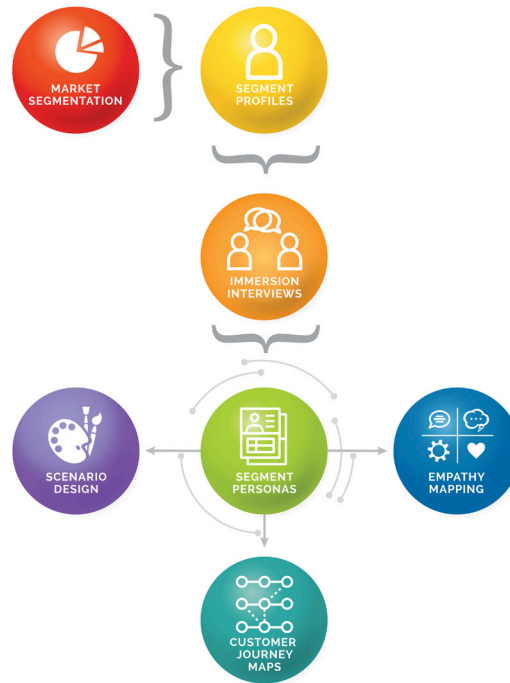 MARKET
SEGMENTATION
SEGMENT
PROFILES
IMMERSION
INTERVIEWS
SCENARIO
DESIGN
SEGMENT
PERSONAS
EMPATHY
MAPPING
CUSTOMER
JOURNEY
MAPS